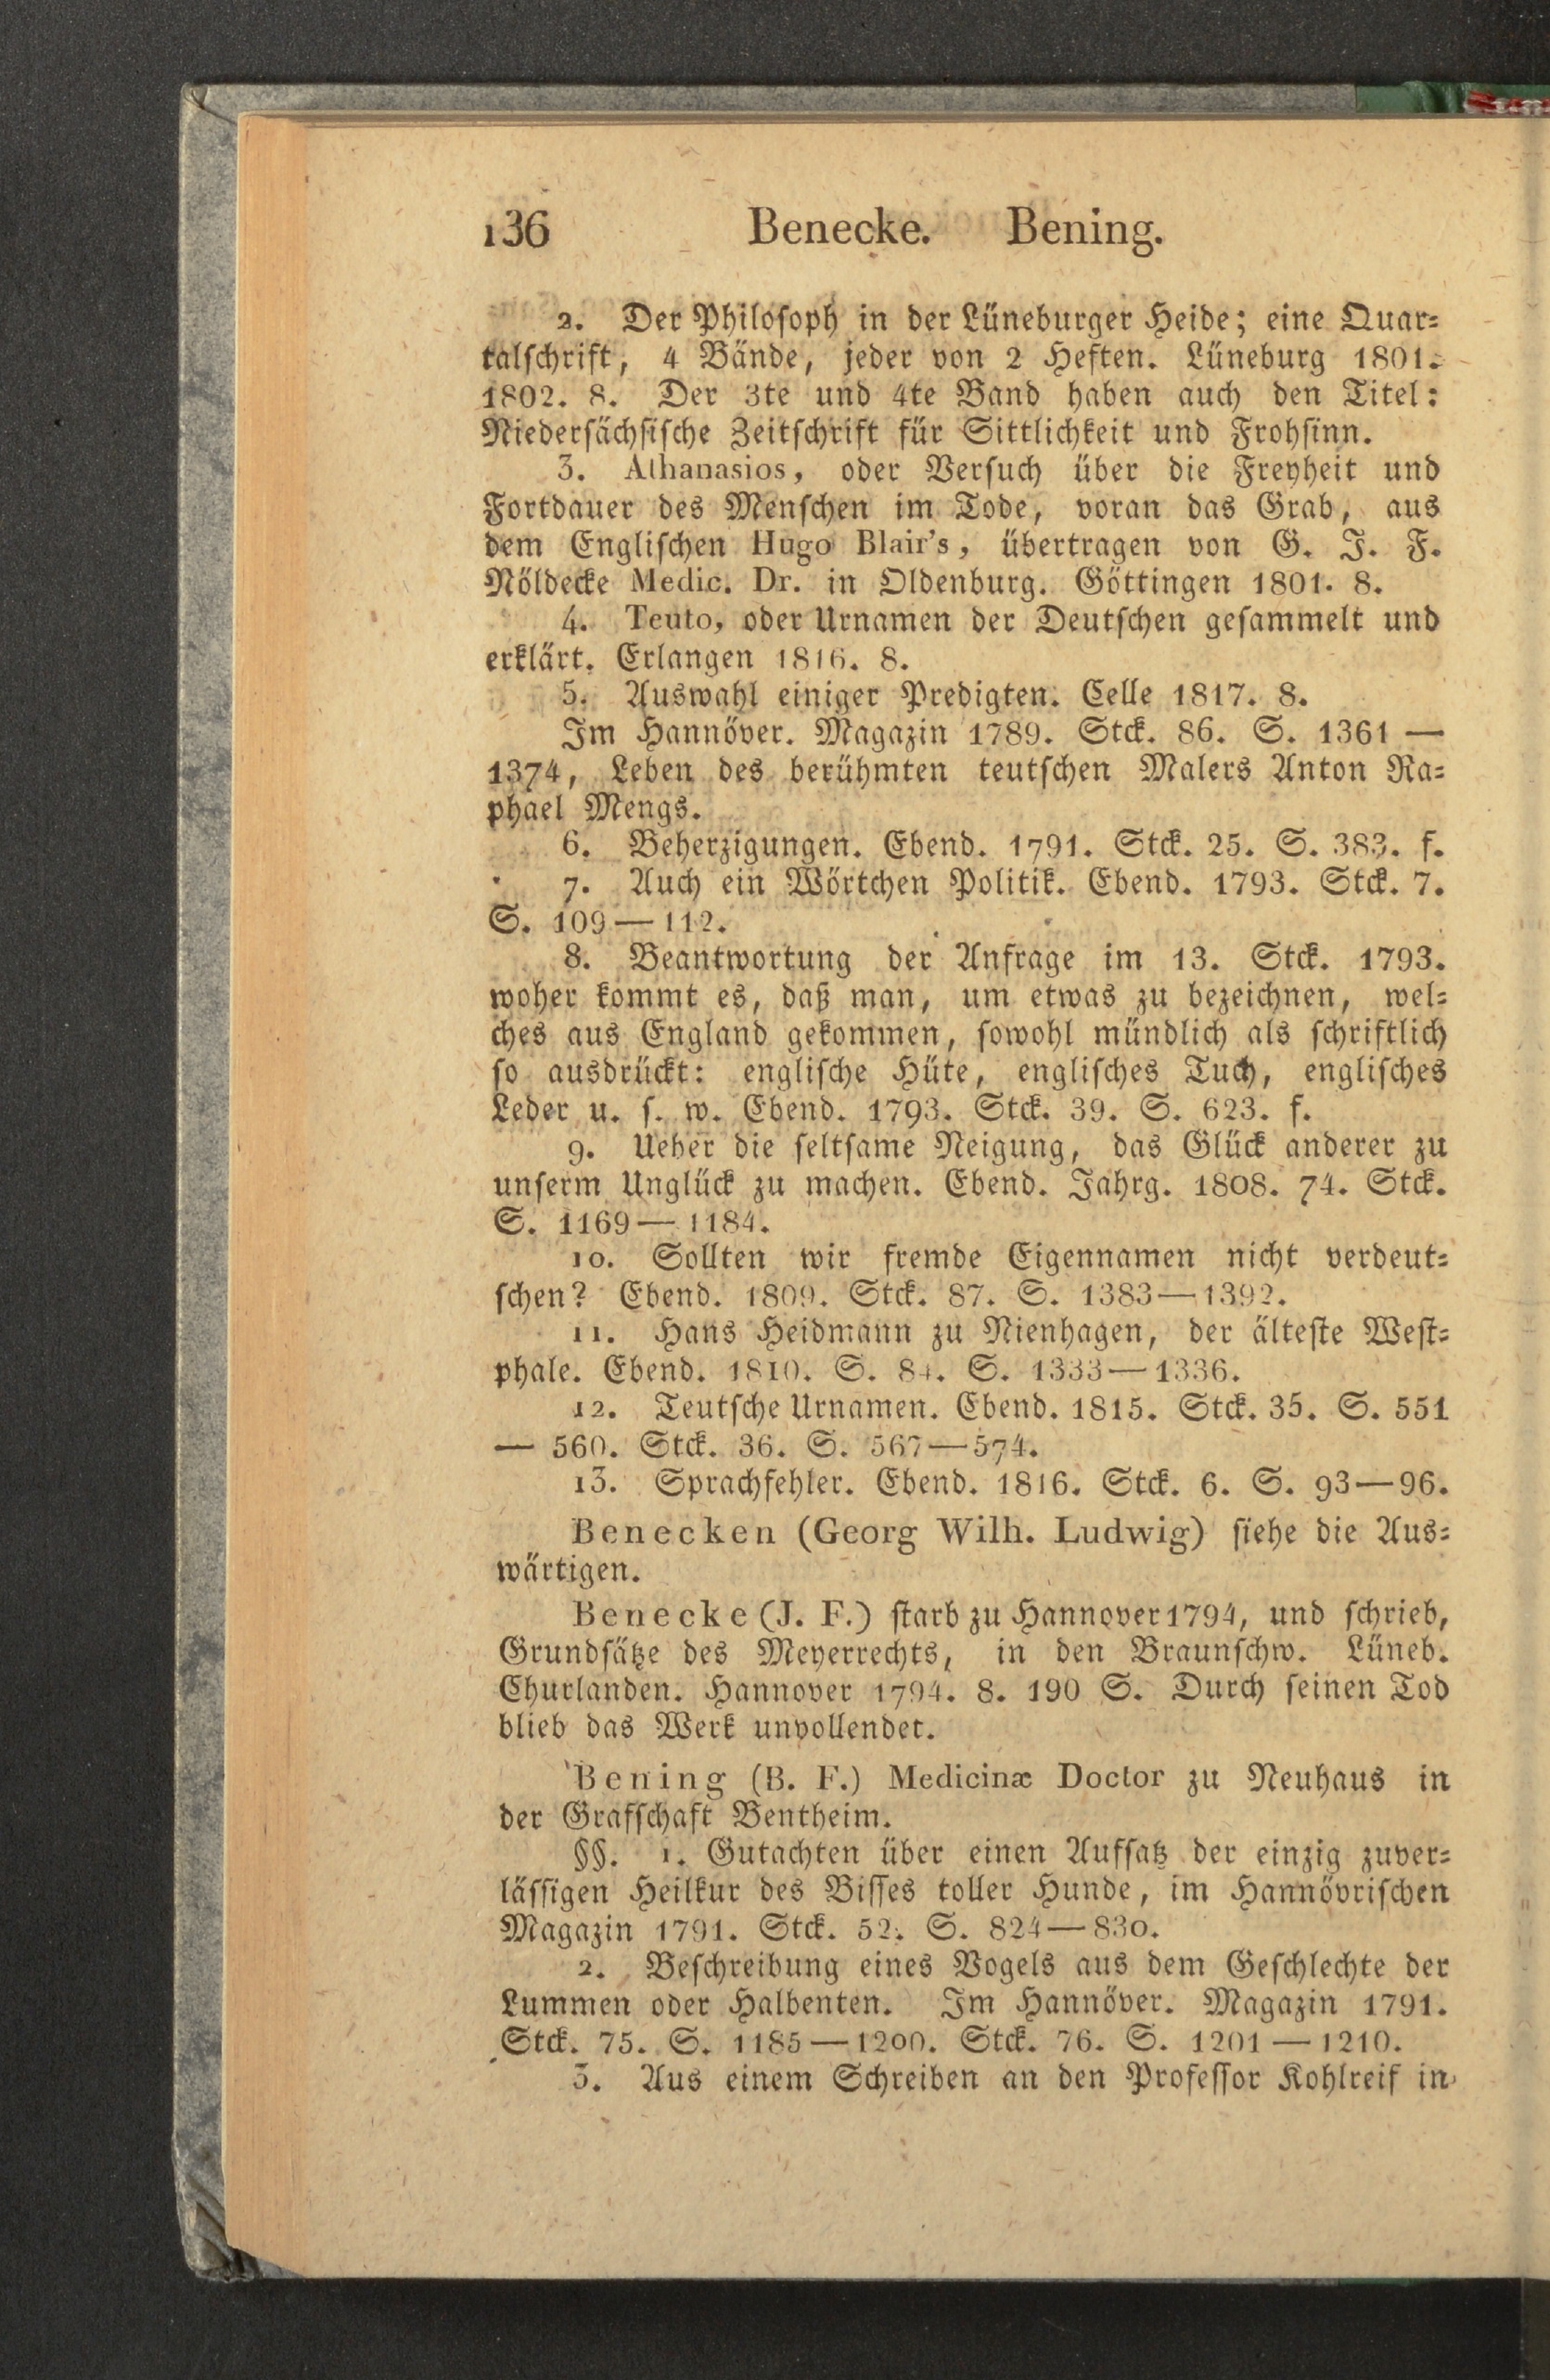 136 Benecke. Bening.
2. Der Philosoph in der Lüneburger Heide; eine Quar-
talschrift, 4 Bände, jeder von 2 Heften. Lüneburg 1801.
1802. 8. Der 3te und 4te Band haben auch den Titel:
Niedersächsische Zeitschrift für Sittlichkeit und Frohsinn.
3. Athanasios, oder Versuch über die Freyheit und
Fortdauer des Menschen im Tode, voran das Grab, aus
dem Englischen Hugo Blair's, übertragen von G. J. F.
Nöldecke Medic. Dr. in Oldenburg. Göttingen 1801. 8.
4. Teuto, oder Urnamen der Deutschen gesammelt und
erklärt. Erlangen 1816. 8.
5. Auswahl einiger Predigten. Celle 1817. 8.
Im Hannöver. Magazin 1789. Stck. 86. S. 1361 —
1374, Leben des berühmten teutschen Malers Anton Ra-
phael Mengs.
6. Beherzigungen. Ebend. 1791. Stck. 25. S. 383. f.
7. Auch ein Wörtchen Politik. Ebend. 1793. Stck. 7.
S. 109 — 112.
8. Beantwortung der Anfrage im 13. Stck. 1793.
woher kommt es, daß man, um etwas zu bezeichnen, wel-
ches aus England gekommen, sowohl mündlich als schriftlich
so ausdrückt: englische Hüte, englisches Tuch, englisches
Leder u. s. w. Ebend. 1793. Stck. 39. S. 623. f.
9. Ueber die seltsame Neigung, das Glück anderer zu
unserm Unglück zu machen. Ebend. Jahrg. 1808. 74. Stck.
S. 1169 — 1184.
10. Sollten wir fremde Eigennamen nicht verdeut-
schen? Ebend. 1809. Stck. 87. S. 1383—1392.
11. Hans Heidmann zu Nienhagen, der älteste West-
phale. Ebend. 1810. S. 84. S. 1333—1336.
12. Teutsche Urnamen. Ebend. 1815. Stck. 35. S. 551
— 560. Stck. 36. S. 567—574.
13. Sprachfehler. Ebend. 1816. Stck. 6. S. 93—96.
Benecken (Georg Wilh. Ludwig) siehe die Aus-
wärtigen.
Benecke (J. F.) starb zu Hannover 1794, und schrieb,
Grundsätze des Meyerrechts, in den Braunschw. Lüneb.
Churlanden. Hannover 1794. 8. 190 S. Durch seinen Tod
blieb das Werk unvollendet.
Bening (B. F.) Medicinæ Doctor zu Neuhaus in
der Grafschaft Bentheim.
§§. 1. Gutachten über einen Aufsatz der einzig zuver-
lässigen Heilkur des Bisses toller Hunde, im Hannövrischen
Magazin 1791. Stck. 52. S. 824—830.
2. Beschreibung eines Vogels aus dem Geschlechte der
Lummen oder Halbenten. Im Hannöver. Magazin 1791.
Stck. 75. S. 1185—1200. Stck. 76. S. 1201 — 1210.
3. Aus einem Schreiben an den Professor Kohlreif in